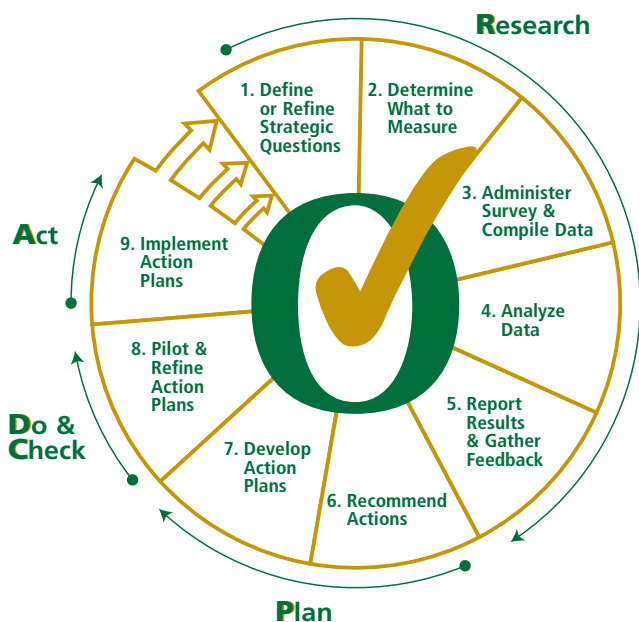 Research
1. Define
or Refine
Strategic
Questions
2. Determine
What to
Measure
3. Administer
Survey &
Compile Data
4. Analyze
Data
5. Report
Results
& Gather
Feedback
6. Recommend
Actions
7. Develop
Action
Plans
8. Pilot &
Refine
Action
Plans
9. Implement
Action
Plans
Plan
Do &
Check
Act